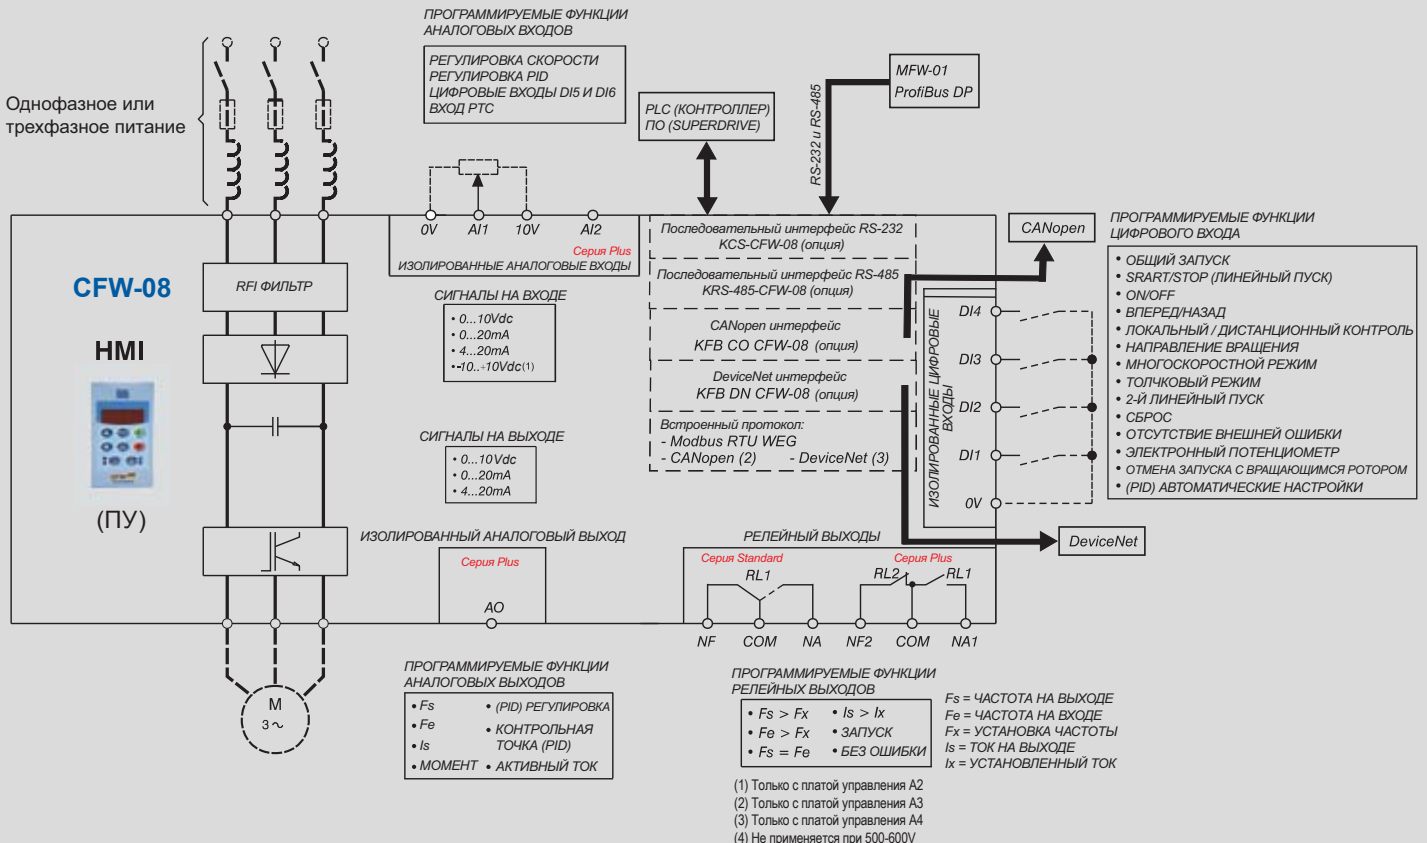 ПРОГРАММИРУЕМЫЕ ФУНКЦИИ
АНАЛОГОВЫХ ВХОДОВ
РЕГУЛИРОВКА СКОРОСТИ
РЕГУЛИРОВКА PID
ЦИФРОВЫЕ ВХОДЫ DI5 И DI6
ВХОД PTC
Однофазное или
трехфазное питание
PLC (КОНТРОЛЛЕР)
ПО (SUPERDRIVE)
RS-232 и RS-485
MFW-01
ProfiBus DP
0V
AI1
10V
AI2
Серия Plus
ИЗОЛИРОВАННЫЕ АНАЛОГОВЫЕ ВХОДЫ
Последовательный интерфейс RS-232
KCS-CFW-08 (опция)
Последовательный интерфейс RS-485
KRS-485-CFW-08 (опция)
CANopen интерфейс
KFB CO CFW-08 (опция)
DeviceNet интерфейс
KFB DN CFW-08 (опция)
Встроенный протокол:
- Modbus RTU WEG
- CANopen (2) - DeviceNet (3)
CANopen
ПРОГРАММИРУЕМЫЕ ФУНКЦИИ
ЦИФРОВОГО ВХОДА
• ОБЩИЙ ЗАПУСК
• SRART/STOP (ЛИНЕЙНЫЙ ПУСК)
• ON/OFF
• ВПЕРЕД/НАЗАД
• ЛОКАЛЬНЫЙ / ДИСТАНЦИОННЫЙ КОНТРОЛЬ
• НАПРАВЛЕНИЕ ВРАЩЕНИЯ
• МНОГОСКОРОСТНОЙ РЕЖИМ
• ТОЛЧКОВЫЙ РЕЖИМ
• 2-Й ЛИНЕЙНЫЙ ПУСК
• СБРОС
• ОТСУТСТВИЕ ВНЕШНЕЙ ОШИБКИ
• ЭЛЕКТРОННЫЙ ПОТЕНЦИОМЕТР
• ОТМЕНА ЗАПУСКА С ВРАЩАЮЩИМСЯ РОТОРОМ
• (PID) АВТОМАТИЧЕСКИЕ НАСТРОЙКИ
CFW-08
HMI
(ПУ)
RFI ФИЛЬТР
СИГНАЛЫ НА ВХОДЕ
• 0...10Vdc
• 0...20mA
• 4...20mA
• -10..+10Vdc(1)
СИГНАЛЫ НА ВЫХОДЕ
• 0...10Vdc
• 0...20mA
• 4...20mA
ИЗОЛИРОВАННЫЕ ЦИФРОВЫЕ
ВХОДЫ
DI4
DI3
DI2
DI1
0V
DeviceNet
ИЗОЛИРОВАННЫЙ АНАЛОГОВЫЙ ВЫХОД
Серия Plus
AO
РЕЛЕЙНЫЙ ВЫХОДЫ
Серия Standard
RL1
Серия Plus
RL2
RL1
NF
COM
NA
NF2
COM
NA1
M
3~
ПРОГРАММИРУЕМЫЕ ФУНКЦИИ
АНАЛОГОВЫХ ВЫХОДОВ
• Fs
• Fe
• Is
• МОМЕНТ
• (PID) РЕГУЛИРОВКА
• КОНТРОЛЬНАЯ
ТОЧКА (PID)
• АКТИВНЫЙ ТОК
ПРОГРАММИРУЕМЫЕ ФУНКЦИИ
РЕЛЕЙНЫХ ВЫХОДОВ
• Fs > Fx
• Fe > Fx
• Fs = Fe
• Is > Ix
• ЗАПУСК
• БЕЗ ОШИБКИ
Fs = ЧАСТОТА НА ВЫХОДЕ
Fe = ЧАСТОТА НА ВХОДЕ
Fx = УСТАНОВКА ЧАСТОТЫ
Is = ТОК НА ВЫХОДЕ
Ix = УСТАНОВЛЕННЫЙ ТОК
(1) Только с платой управления A2
(2) Только с платой управления A3
(3) Только с платой управления A4
(4) Не применяется при 500-600V